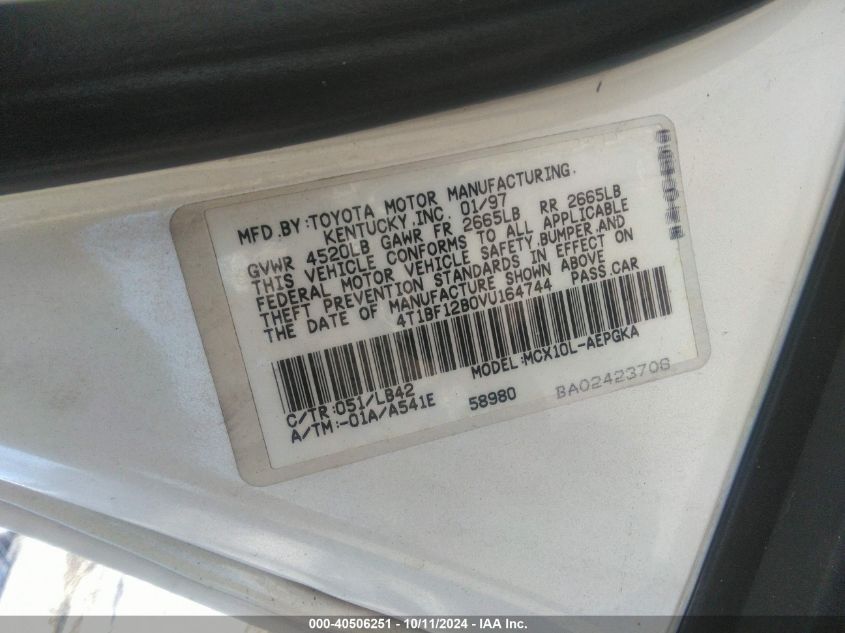 MFD.BY:TOYOTA MOTOR MANUFACTURING.
KENTUCKY,INC. 01/97
GVWR 4520LB GAWR FR 2665LB RR 2665LB
THIS VEHICLE CONFORMS TO ALL APPLICABLE
FEDERAL MOTOR VEHICLE SAFETY,BUMPER,AND
THEFT PREVENTION STANDARDS IN EFFECT ON
THE DATE OF MANUFACTURE SHOWN ABOVE
4T1BF12B0VU164744 PASS.CAR
MODEL:MCX10L-AEPGKA
C/TR:051/LB42
A/TM:-01A/A541E 58980 BA0242370G
000-40506251 - 10/11/2024 - IAA Inc.